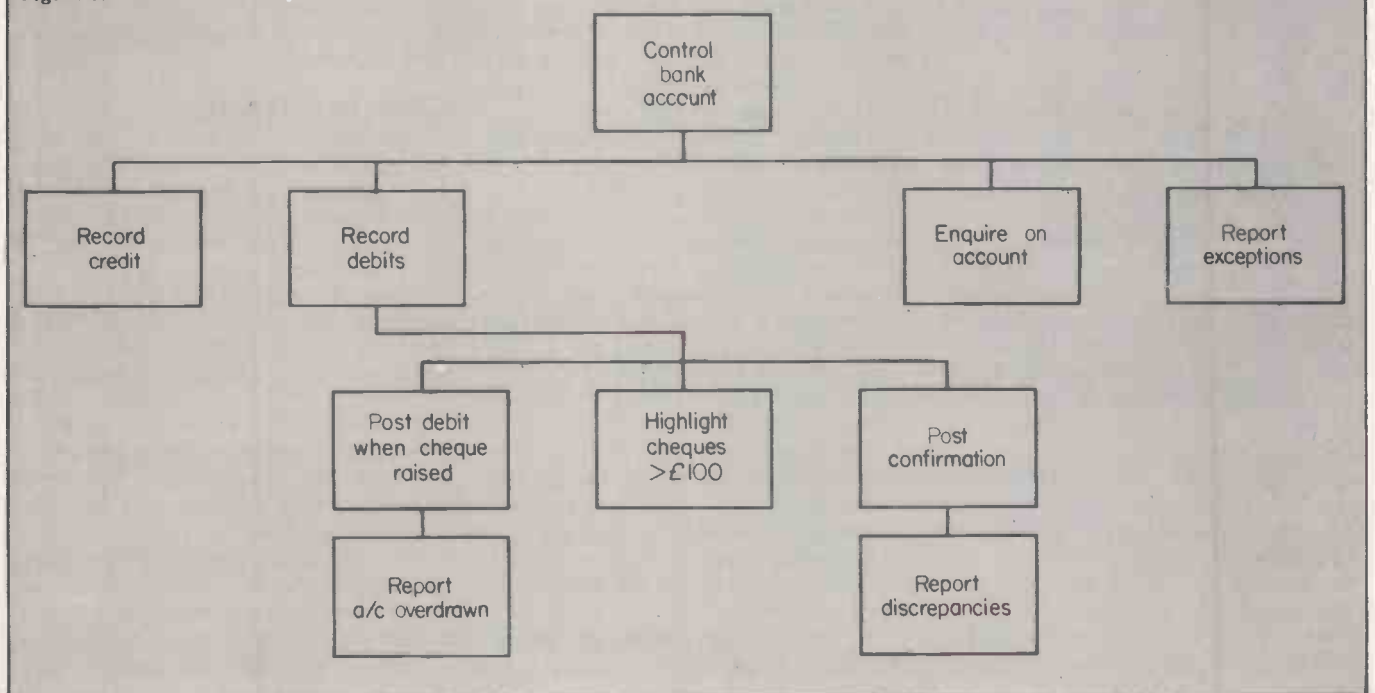 Control
bank
account
Record
credit
Record
debits
Enquire on
account
Report
exceptions
Post debit
when cheque
raised
Highlight
cheques
>£100
Post
confirmation
Report
a/c overdrawn
Report
discrepancies